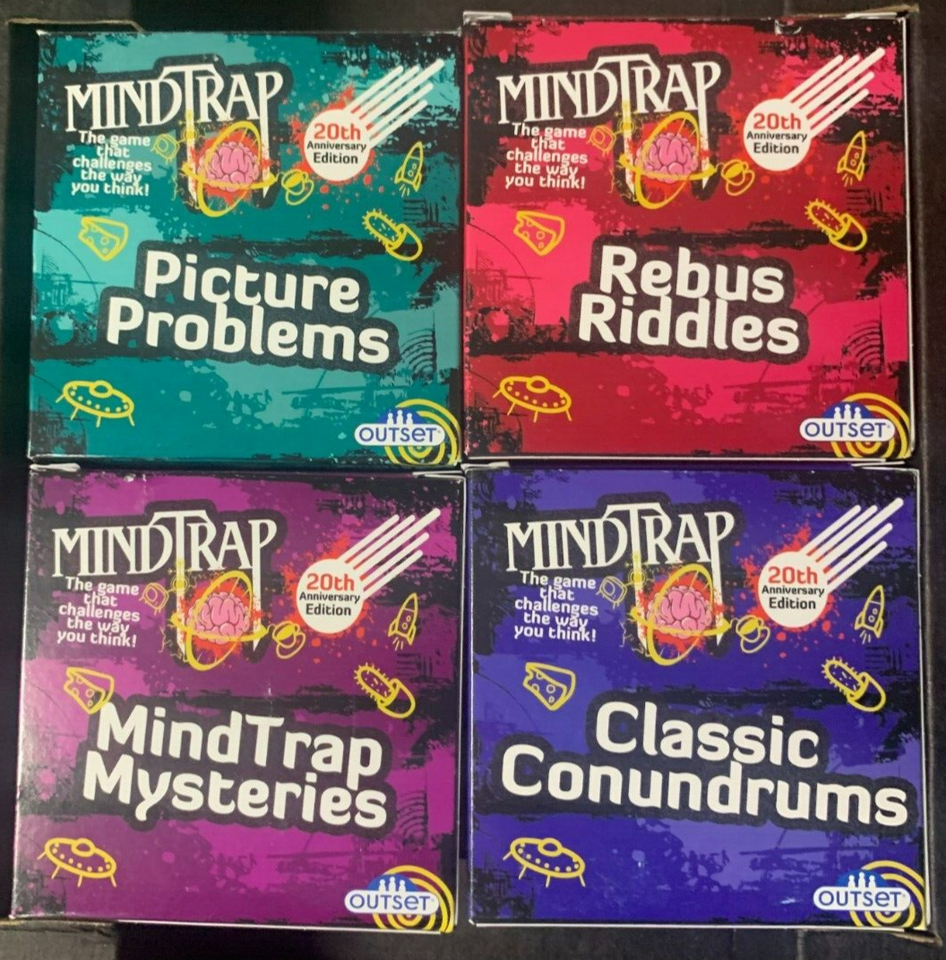 MINDTRAP
The game
that
challenges
the way
you think!
20th
Anniversary
Edition
Picture
Problems
OUTSET
MINDTRAP
The game
that
challenges
the way
you think!
20th
Anniversary
Edition
Rebus
Riddles
OUTSET
MINDTRAP
The game
that
challenges
the way
you think!
20th
Anniversary
Edition
MindTrap
Mysteries
OUTSET
MINDTRAP
The game
that
challenges
the way
you think!
20th
Anniversary
Edition
Classic
Conundrums
OUTSET